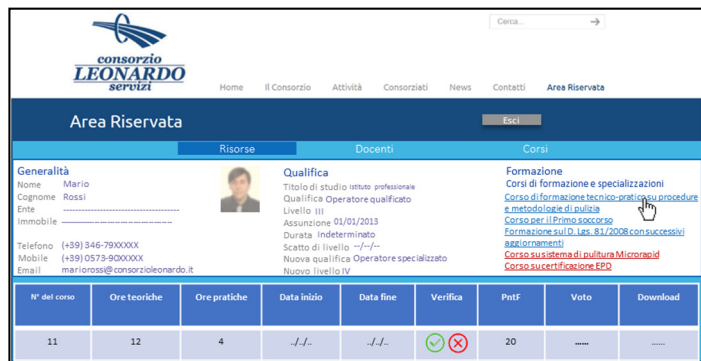 Cerca...
consorzio
LEONARDO
servizi
Home Il Consorzio Attività Consorziati News Contatti Area Riservata
Area Riservata Esci
Risorse Docenti Corsi
Generalità
Nome Mario
Cognome Rossi
Ente ------------------------------------
Immobile ------------------------------------
Telefono (+39) 346-79XXXXX
Mobile (+39) 0573-90XXXXX
Email mariorossi@consorzioleonardo.it
Qualifica
Titolo di studio Istituto professionale
Qualifica Operatore qualificato
Livello III
Assunzione 01/01/2013
Durata Indeterminato
Scatto di livello --/--/--
Nuova qualifica Operatore specializzato
Nuovo livello IV
Formazione
Corsi di formazione e specializzazioni
Corso di formazione tecnico-pratico su procedure
e metodologie di pulizia
Corso per il Primo soccorso
Formazione sul D. Lgs. 81/2008 con successivi
aggiornamenti
Corso su sistema di pulitura Microrapid
Corso su certificazione EPD
N° del corso Ore teoriche Ore pratiche Data inizio Data fine Verifica PntF Voto Download
11 12 4 ../../.. ../../.. 20 ...... ......